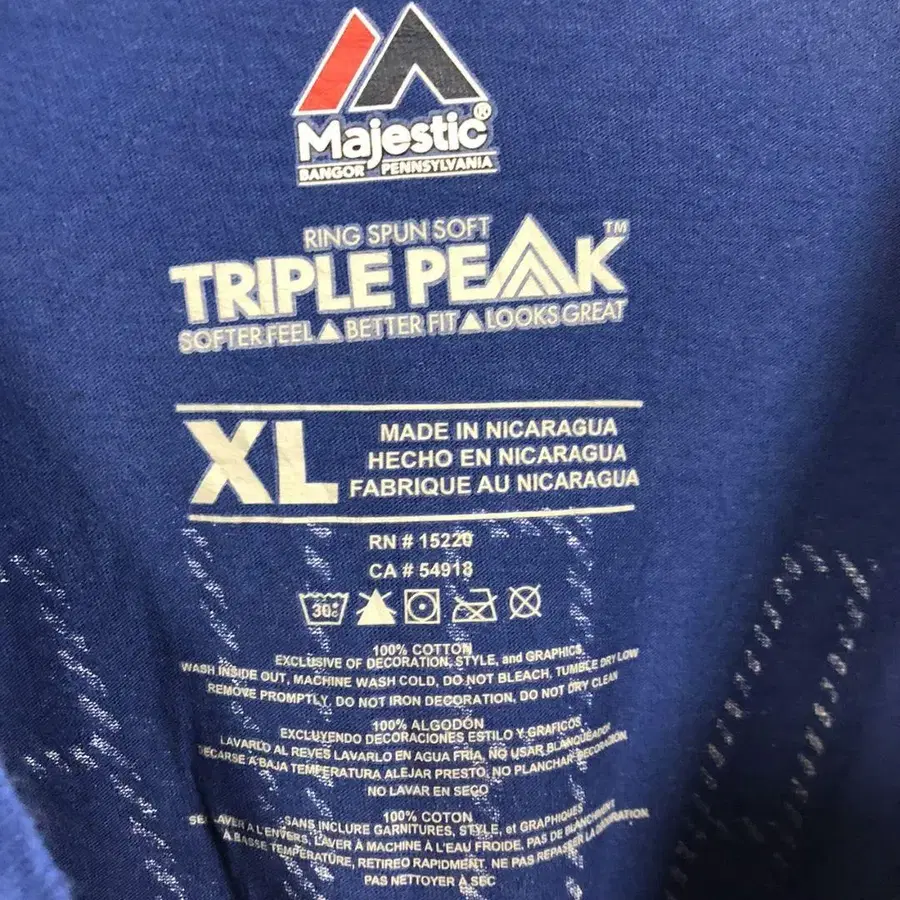 Majestic®
BANGOR PENNSYLVANIA
RING SPUN SOFT
TRIPLE PEAK™
SOFTER FEEL▲BETTER FIT▲LOOKS GREAT
XL
MADE IN NICARAGUA
HECHO EN NICARAGUA
FABRIQUE AU NICARAGUA
RN # 15220
CA # 54918
30°
100% COTTON
EXCLUSIVE OF DECORATION, STYLE, and GRAPHICS
WASH INSIDE OUT, MACHINE WASH COLD, DO NOT BLEACH, TUMBLE DRY LOW
REMOVE PROMPTLY, DO NOT IRON DECORATION, DO NOT DRY CLEAN
100% ALGODÓN
EXCLUYENDO DECORACIONES ESTILO Y GRAFICOS
LAVARLO AL REVES LAVARLO EN AGUA FRIA, NO USAR BLANQUEADOR
SECARSE A BAJA TEMPERATURA ALEJAR PRESTO, NO PLANCHAR DECORACION
NO LAVAR EN SECO
100% COTON
SANS INCLURE GARNITURES, STYLE, et GRAPHIQUES
SE LAVER A L'ENVERS, LAVER À MACHINE À L'EAU FROIDE, PAS DE BLANCHIMENT
À BASSE TEMPÉRATURE, RETIREO RAPIDMENT, NE PAS REPASSER LA DÉCORATION
PAS NETTOYER À SEC